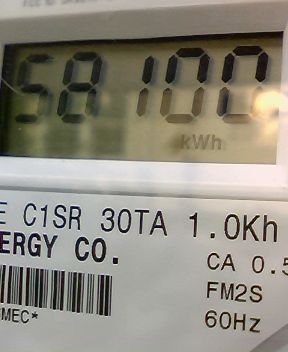 58100
kWh
E C1SR 30TA 1.0Kh
ERGY CO.
CA 0.5
FM2S
MEC*
60Hz